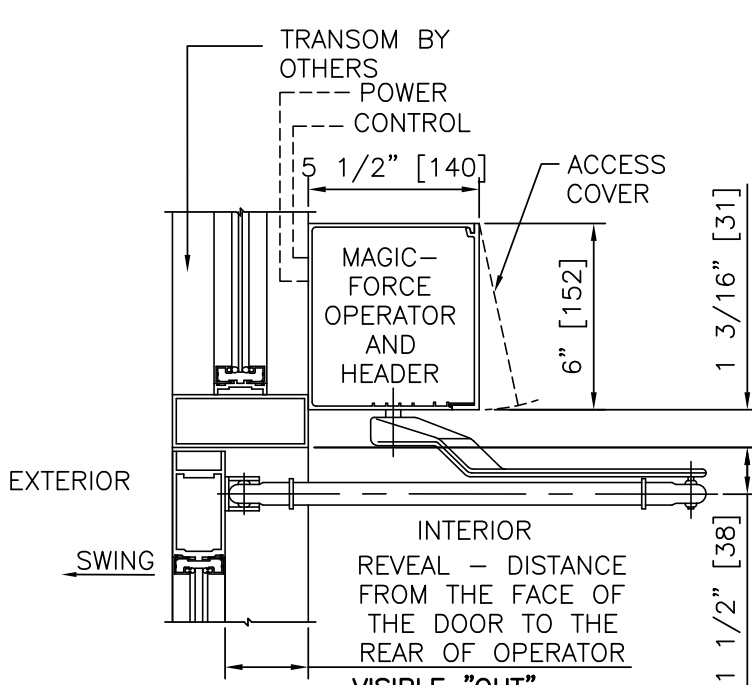 TRANSOM BY
OTHERS
POWER
CONTROL
5 1/2" [140]
ACCESS
COVER
MAGIC–
FORCE
OPERATOR
AND
HEADER
6" [152]
1 3/16" [31]
EXTERIOR
SWING
INTERIOR
REVEAL – DISTANCE
FROM THE FACE OF
THE DOOR TO THE
REAR OF OPERATOR
VISIBLE "OUT"
1 1/2" [38]